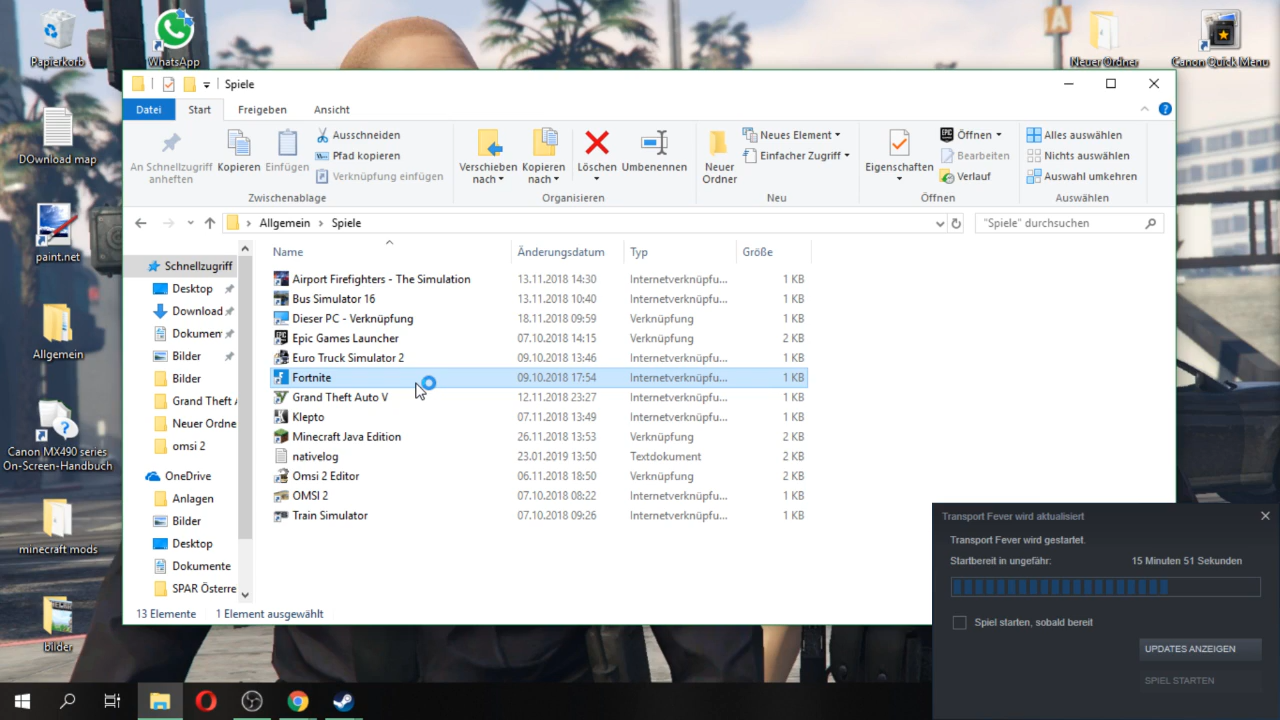 Papierkorb
WhatsApp
Neuer Ordner
Canon Quick Menu
DOwnload map
paint.net
Allgemein
Canon MX490 series
On-Screen-Handbuch
minecraft mods
bilder
Spiele
Datei
Start
Freigeben
Ansicht
An Schnellzugriff
anheften
Kopieren
Einfügen
Ausschneiden
Pfad kopieren
Verknüpfung einfügen
Zwischenablage
Verschieben
nach
Kopieren
nach
Löschen
Umbenennen
Organisieren
Neuer
Ordner
Neues Element
Einfacher Zugriff
Neu
Eigenschaften
Öffnen
Bearbeiten
Verlauf
Öffnen
Alles auswählen
Nichts auswählen
Auswahl umkehren
Auswählen
Allgemein > Spiele
"Spiele" durchsuchen
Schnellzugriff
Desktop
Download
Dokumen
Bilder
Bilder
Grand Theft A
Neuer Ordne
omsi 2
OneDrive
Anlagen
Bilder
Desktop
Dokumente
SPAR Österre
Name Änderungsdatum Typ Größe
Airport Firefighters - The Simulation 13.11.2018 14:30 Internetverknüpfu... 1 KB
Bus Simulator 16 13.11.2018 10:40 Internetverknüpfu... 1 KB
Dieser PC - Verknüpfung 18.11.2018 09:59 Verknüpfung 1 KB
Epic Games Launcher 07.10.2018 14:15 Verknüpfung 2 KB
Euro Truck Simulator 2 09.10.2018 13:46 Internetverknüpfu... 1 KB
Fortnite 09.10.2018 17:54 Internetverknüpfu... 1 KB
Grand Theft Auto V 12.11.2018 23:27 Internetverknüpfu... 1 KB
Klepto 07.11.2018 13:49 Internetverknüpfu... 1 KB
Minecraft Java Edition 26.11.2018 13:53 Verknüpfung 2 KB
nativelog 23.01.2019 13:50 Textdokument 2 KB
Omsi 2 Editor 06.11.2018 18:50 Verknüpfung 2 KB
OMSI 2 07.10.2018 08:22 Internetverknüpfu... 1 KB
Train Simulator 07.10.2018 09:26 Internetverknüpfu... 1 KB
13 Elemente 1 Element ausgewählt
Transport Fever wird aktualisiert
Transport Fever wird gestartet.
Startbereit in ungefähr: 15 Minuten 51 Sekunden
Spiel starten, sobald bereit
UPDATES ANZEIGEN
SPIEL STARTEN